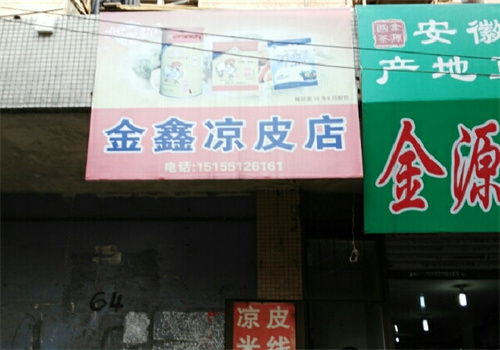 金鑫凉皮店
电话:15155126161
安徽
产地直
金源
凉皮
米线
64